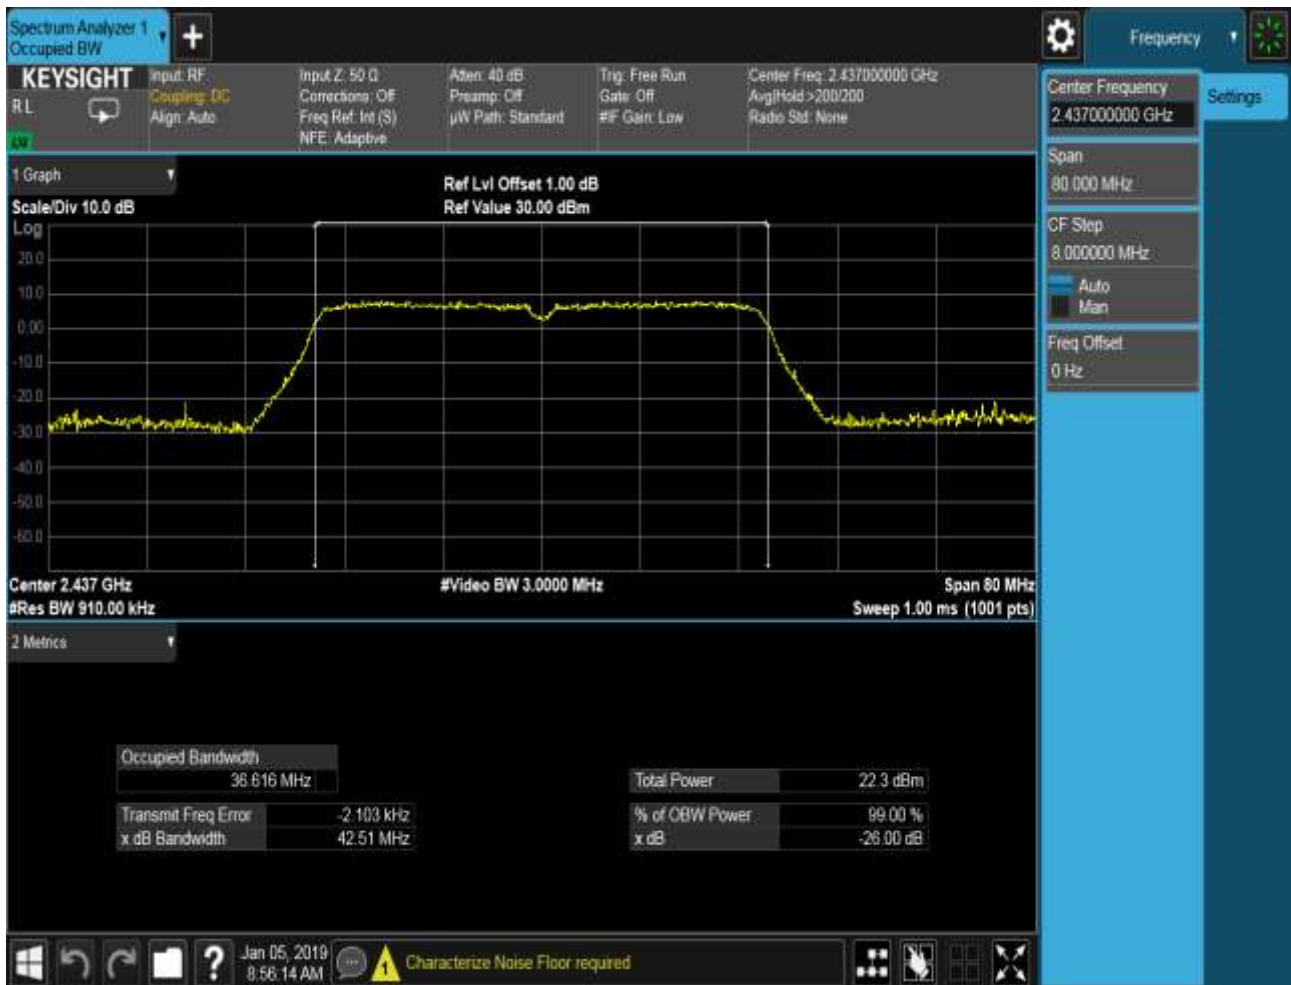 Spectrum Analyzer 1
Occupied BW
Frequency
KEYSIGHT
R L
Input: RF
Coupling: DC
Align: Auto
Input Z: 50 Ω
Corrections: Off
Freq Ref: Int (S)
NFE: Adaptive
Atten: 40 dB
Preamp: Off
µW Path: Standard
Trig: Free Run
Gate: Off
#IF Gain: Low
Center Freq: 2.437000000 GHz
Avg|Hold >200/200
Radio Std: None
Center Frequency
2.437000000 GHz
Settings
Span
80.000 MHz
CF Step
8.000000 MHz
Auto
Man
Freq Offset
0 Hz
1 Graph
Scale/Div 10.0 dB
Ref Lvl Offset 1.00 dB
Ref Value 30.00 dBm
Log
20.0
10.0
0.00
-10.0
-20.0
-30.0
-40.0
-50.0
-60.0
Center 2.437 GHz
#Video BW 3.0000 MHz
Span 80 MHz
#Res BW 910.00 kHz
Sweep 1.00 ms (1001 pts)
2 Metrics
Occupied Bandwidth
36.616 MHz
Total Power 22.3 dBm
Transmit Freq Error -2.103 kHz
% of OBW Power 99.00 %
x dB Bandwidth 42.51 MHz
x dB -26.00 dB
?
Jan 05, 2019
8:56:14 AM
1
Characterize Noise Floor required